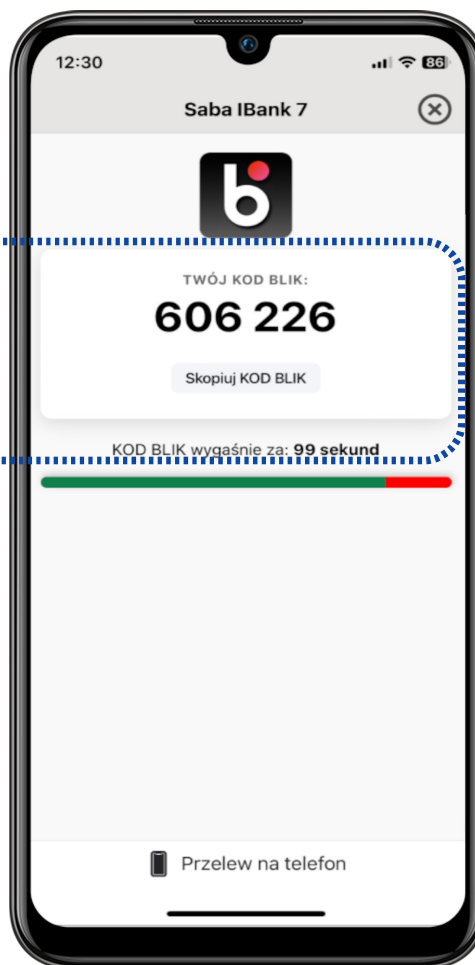 12:30
86
Saba IBank 7
b
TWÓJ KOD BLIK:
606 226
Skopiuj KOD BLIK
KOD BLIK wygaśnie za: 99 sekund
Przelew na telefon